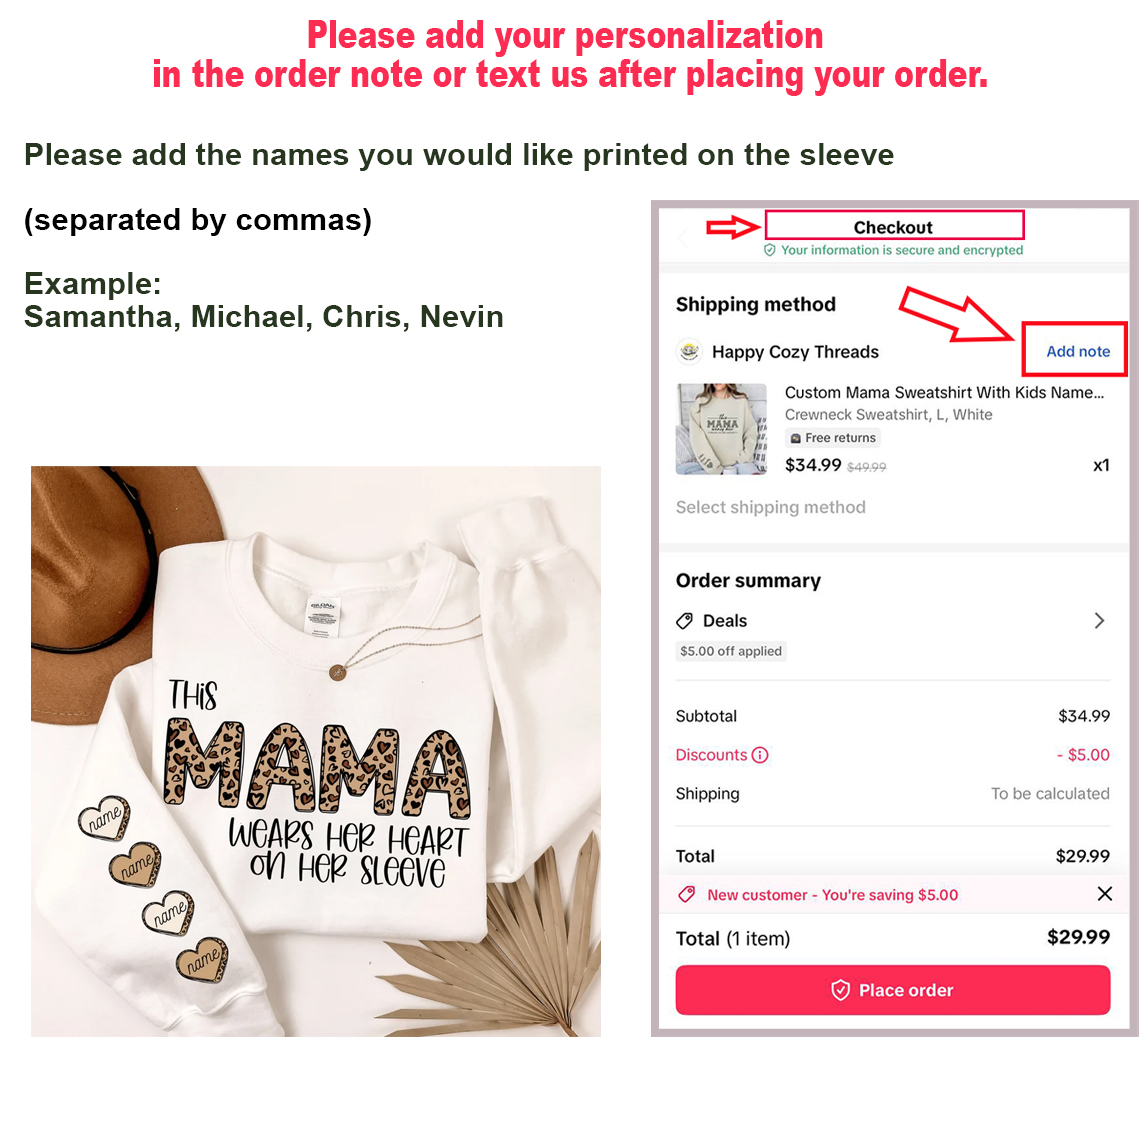 Please add your personalization
in the order note or text us after placing your order.
Please add the names you would like printed on the sleeve
(separated by commas)
Example:
Samantha, Michael, Chris, Nevin
Checkout
Your information is secure and encrypted
Shipping method
Happy Cozy Threads
Add note
Custom Mama Sweatshirt With Kids Name...
Crewneck Sweatshirt, L, White
Free returns
$34.99 $49.99
x1
Select shipping method
Order summary
Deals
$5.00 off applied
Subtotal
$34.99
Discounts
- $5.00
Shipping
To be calculated
Total
$29.99
New customer - You're saving $5.00
Total (1 item)
$29.99
Place order
MAMA
GILDAN
THIS
MAMA
WEARS HER HEART
ON HER SLEEVE
name
name
name
name